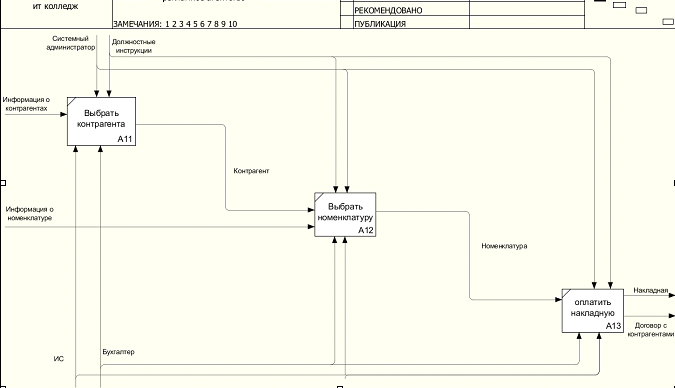 ит колледж
ЗАМЕЧАНИЯ: 1 2 3 4 5 6 7 8 9 10
РЕКОМЕНДОВАНО
ПУБЛИКАЦИЯ
Системный
администратор
Должностные
инструкции
Информация о
контрагентах
Выбрать
контрагента
А11
Контрагент
Информация о
номенклатуре
Выбрать
номенклатуру
А12
Номенклатура
оплатить
накладную
А13
Накладная
Договор с
контрагентами
ИС
Бухгалтер